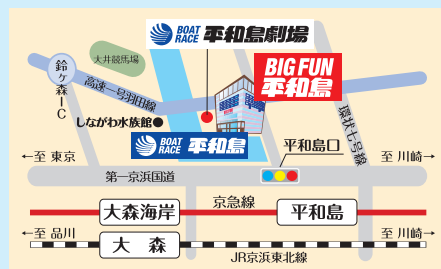 BOAT RACE 平和島劇場
大井競馬場
鈴ヶ森IC
高速一号羽田線
BIG FUN
平和島
しながわ水族館
BOAT RACE 平和島
環状七号線
←至 東京
平和島口
至 川崎→
第一京浜国道
大森海岸
京急線
平和島
←至 品川
大森
至 川崎→
JR京浜東北線